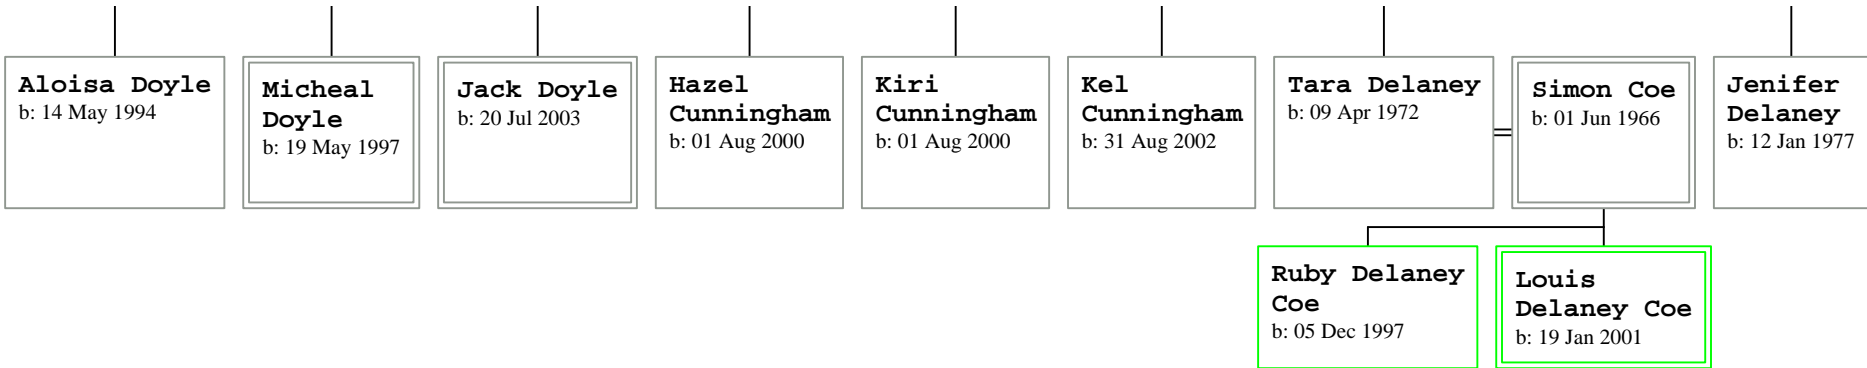 Aloisa Doyle
b: 14 May 1994
Micheal
Doyle
b: 19 May 1997
Jack Doyle
b: 20 Jul 2003
Hazel
Cunningham
b: 01 Aug 2000
Kiri
Cunningham
b: 01 Aug 2000
Kel
Cunningham
b: 31 Aug 2002
Tara Delaney
b: 09 Apr 1972
Simon Coe
b: 01 Jun 1966
Jenifer
Delaney
b: 12 Jan 1977
Ruby Delaney
Coe
b: 05 Dec 1997
Louis
Delaney Coe
b: 19 Jan 2001